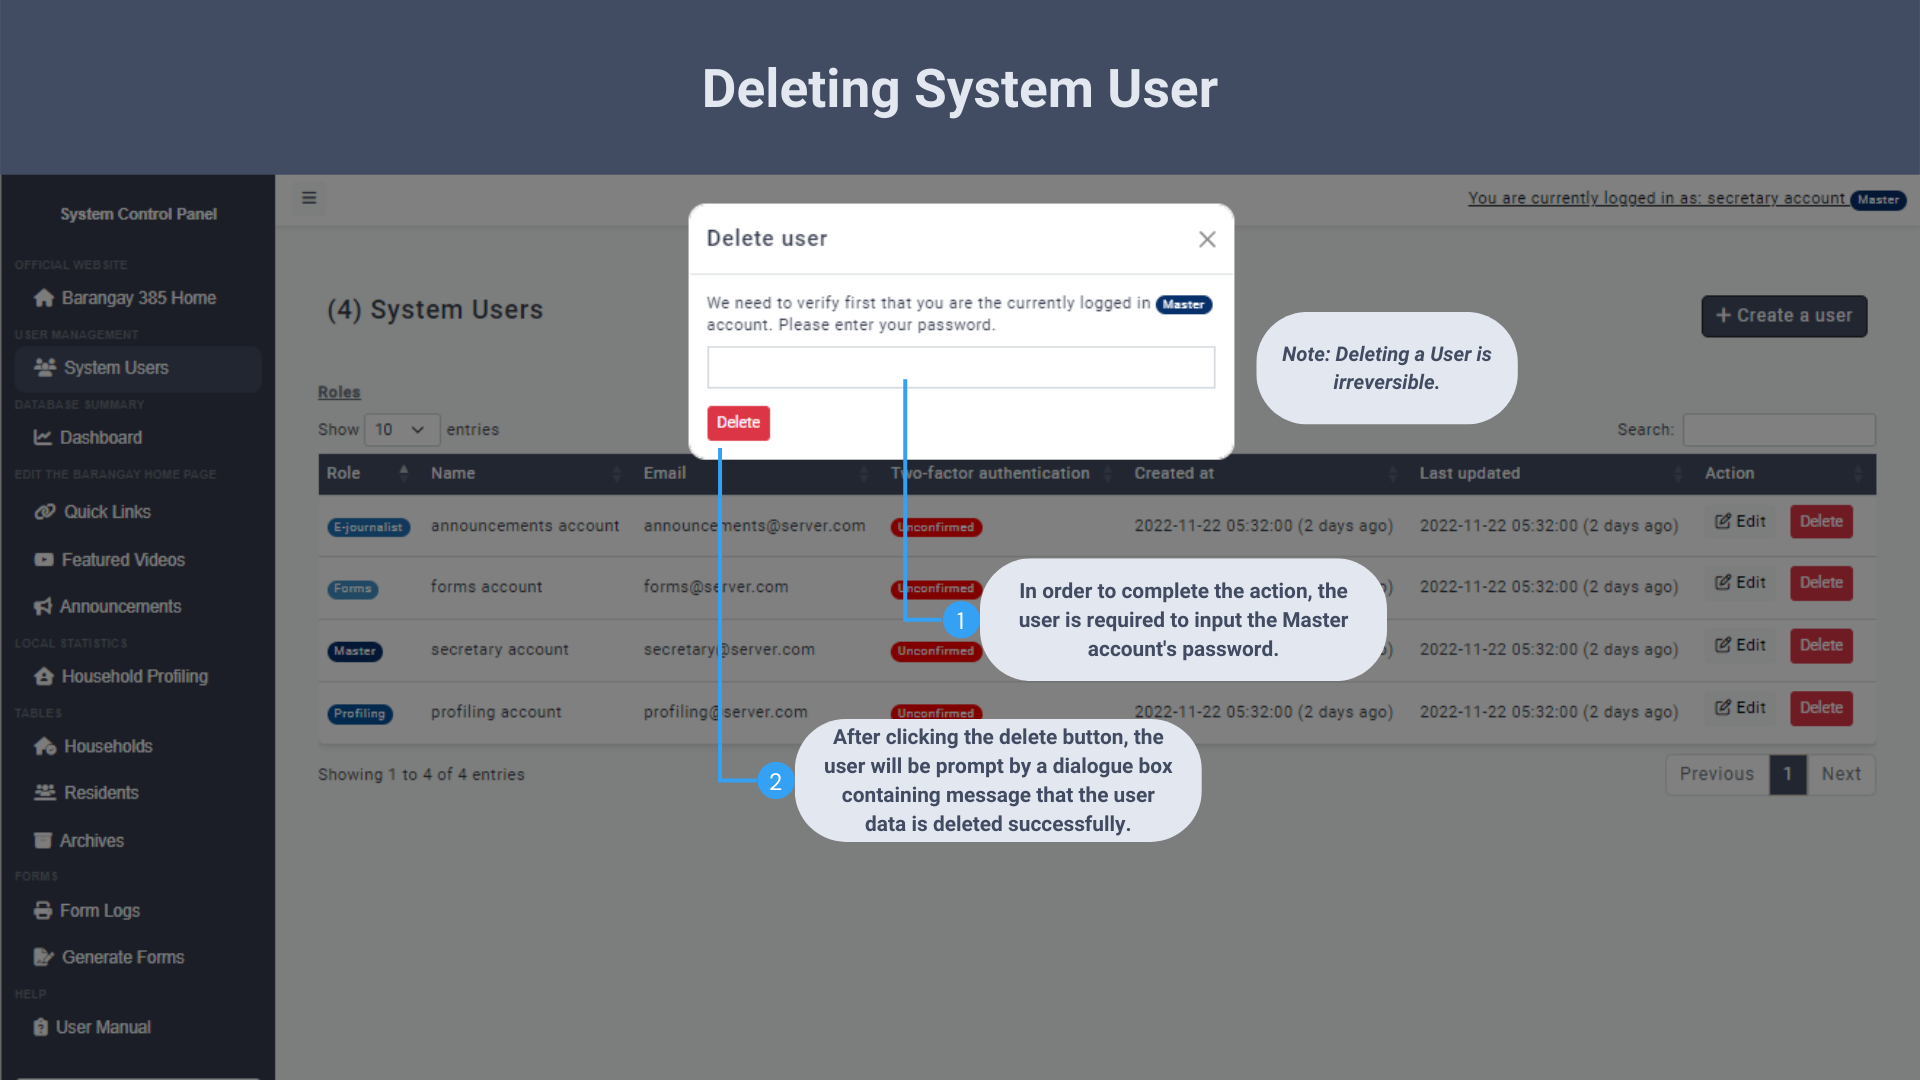 Deleting System User
System Control Panel
OFFICIAL WEBSITE
Barangay 385 Home
USER MANAGEMENT
System Users
DATABASE SUMMARY
Dashboard
EDIT THE BARANGAY HOME PAGE
Quick Links
Featured Videos
Announcements
LOCAL STATISTICS
Household Profiling
TABLES
Households
Residents
Archives
FORMS
Form Logs
Generate Forms
HELP
User Manual
You are currently logged in as: secretary account Master
(4) System Users
+ Create a user
Delete user
We need to verify first that you are the currently logged in Master
account. Please enter your password.
Delete
Note: Deleting a User is
irreversible.
Roles
Show 10 entries
Search:
Role Name Email Two-factor authentication Created at Last updated Action
E-journalist announcements account announcements@server.com Unconfirmed 2022-11-22 05:32:00 (2 days ago) 2022-11-22 05:32:00 (2 days ago) Edit Delete
Forms forms account forms@server.com Unconfirmed 2022-11-22 05:32:00 (2 days ago) Edit Delete
Master secretary account secretary@server.com Unconfirmed 2022-11-22 05:32:00 (2 days ago) Edit Delete
Profiling profiling account profiling@server.com Unconfirmed 2022-11-22 05:32:00 (2 days ago) 2022-11-22 05:32:00 (2 days ago) Edit Delete
1
In order to complete the action, the
user is required to input the Master
account's password.
2
After clicking the delete button, the
user will be prompt by a dialogue box
containing message that the user
data is deleted successfully.
Showing 1 to 4 of 4 entries
Previous 1 Next